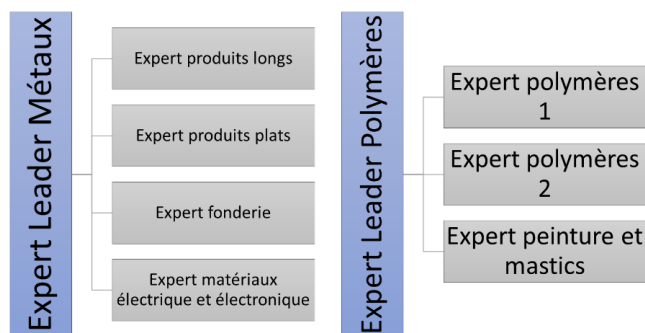 Expert Leader Métaux
Expert produits longs
Expert produits plats
Expert fonderie
Expert matériaux
électrique et électronique
Expert Leader Polymères
Expert polymères
1
Expert polymères
2
Expert peinture et
mastics